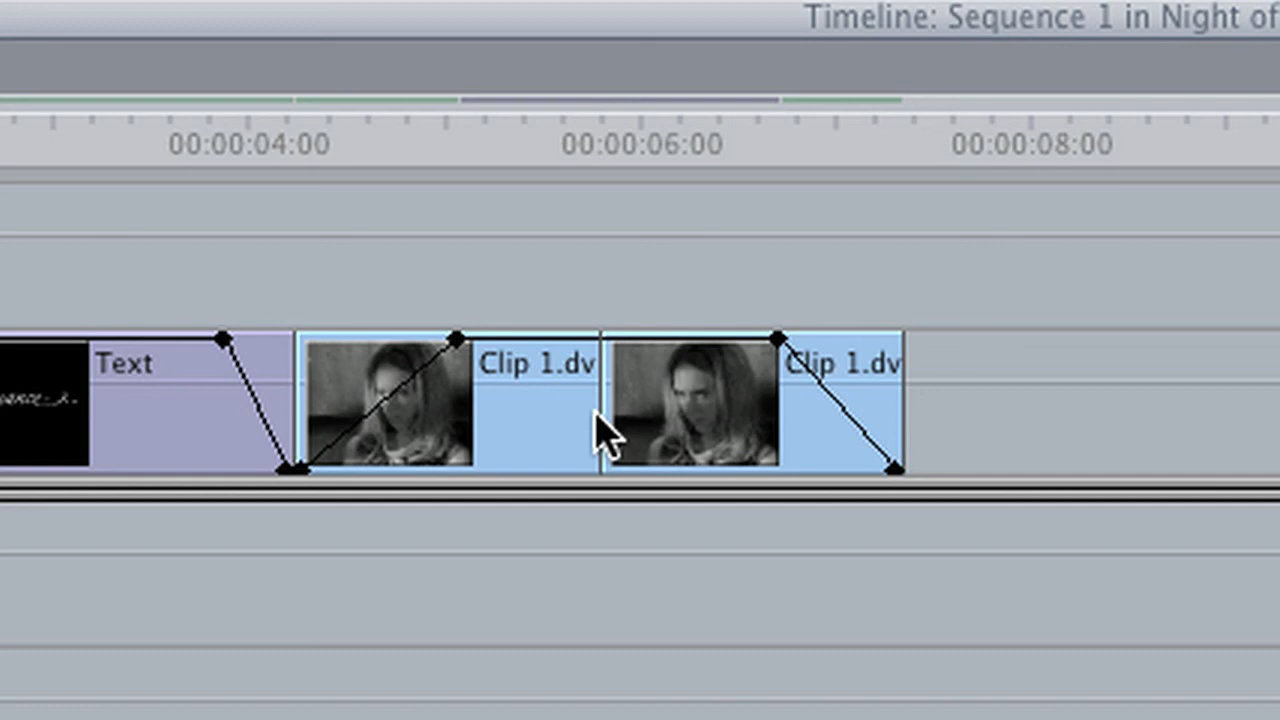 Timeline: Sequence 1 in Night of
00:00:04:00 00:00:06:00 00:00:08:00
Text Clip 1.dv Clip 1.dv